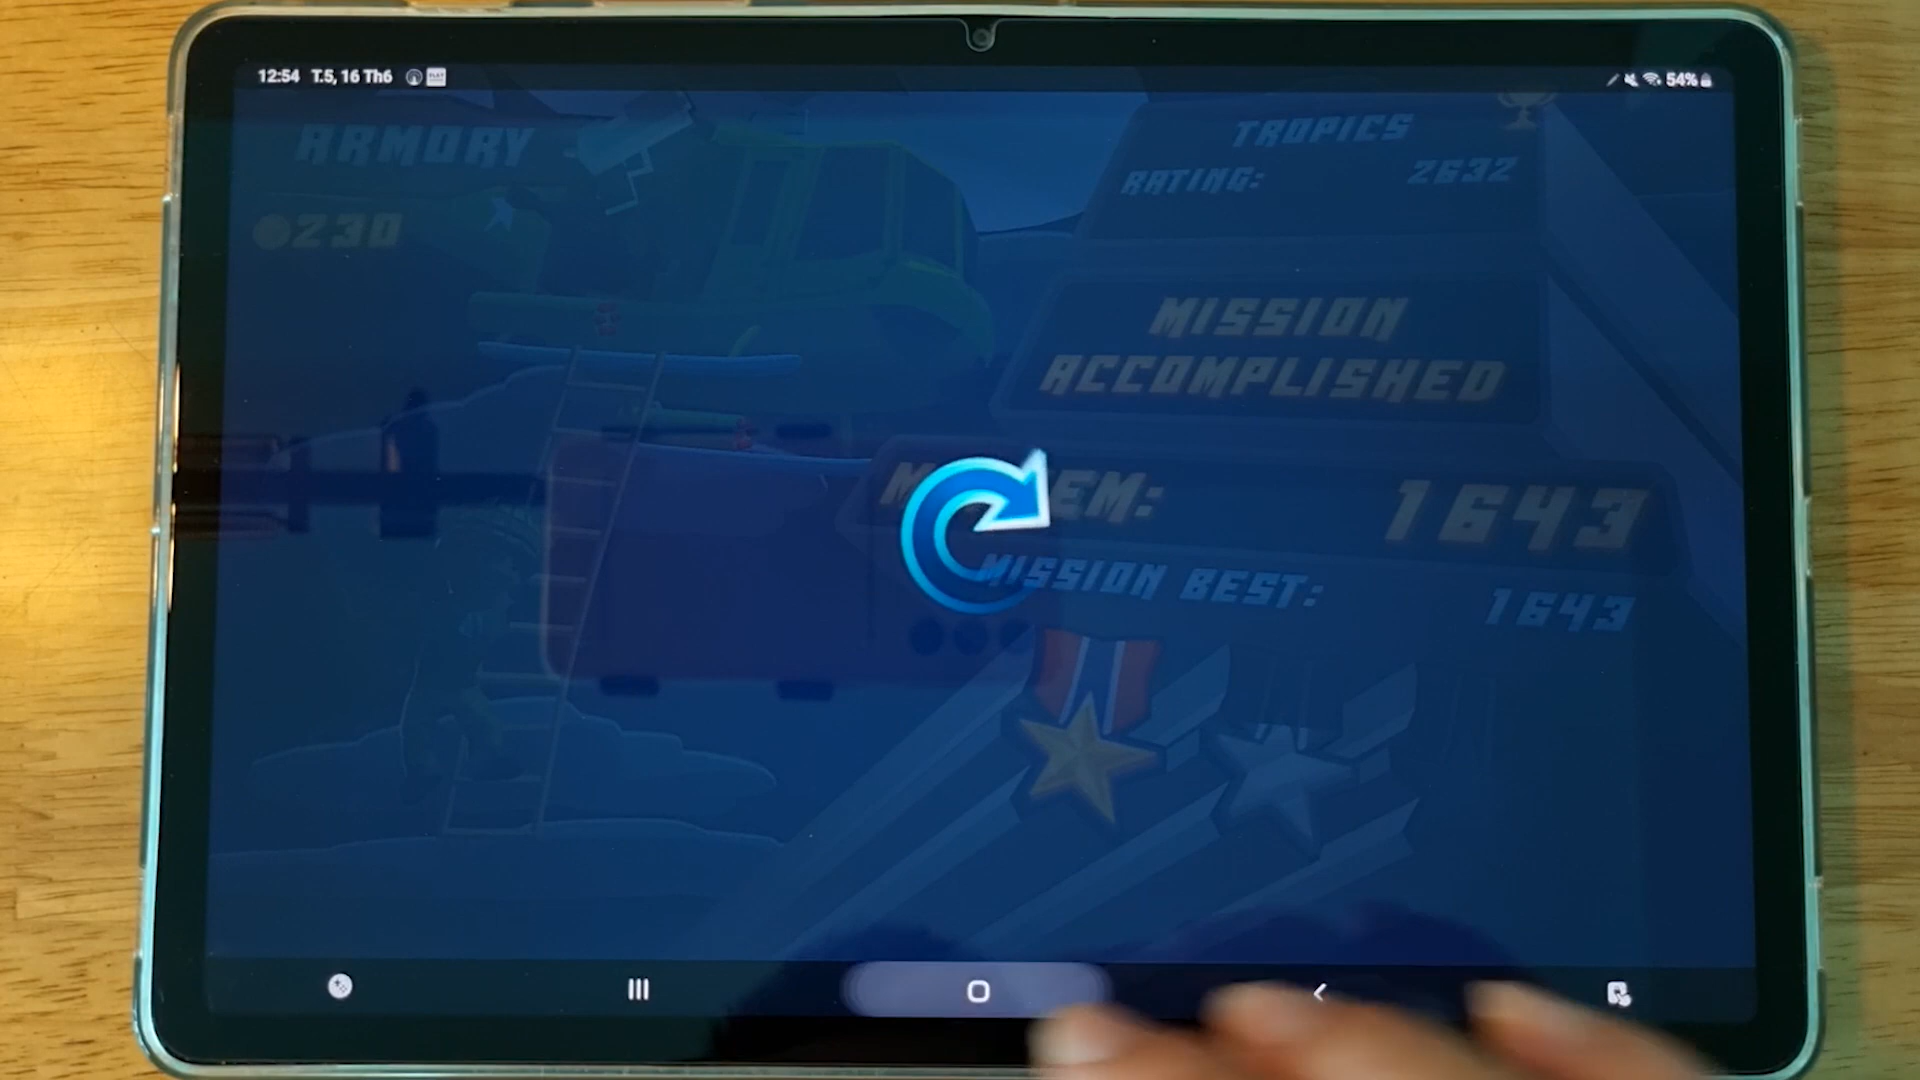 12:54 T.5, 16 Th6
54%
ARMORY
230
TROPICS
RATING: 2632
MISSION
ACCOMPLISHED
1643
MISSION BEST: 1643